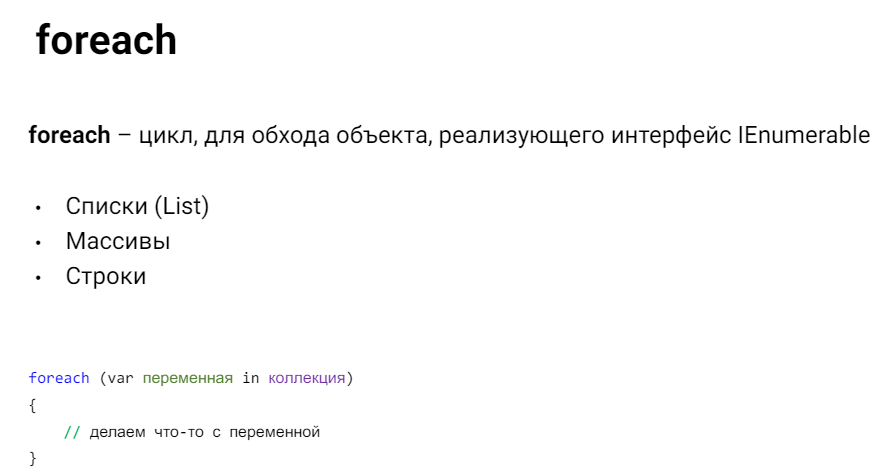 foreach
foreach – цикл, для обхода объекта, реализующего интерфейс IEnumerable
• Списки (List)
• Массивы
• Строки
foreach (var переменная in коллекция)
{
// делаем что-то с переменной
}